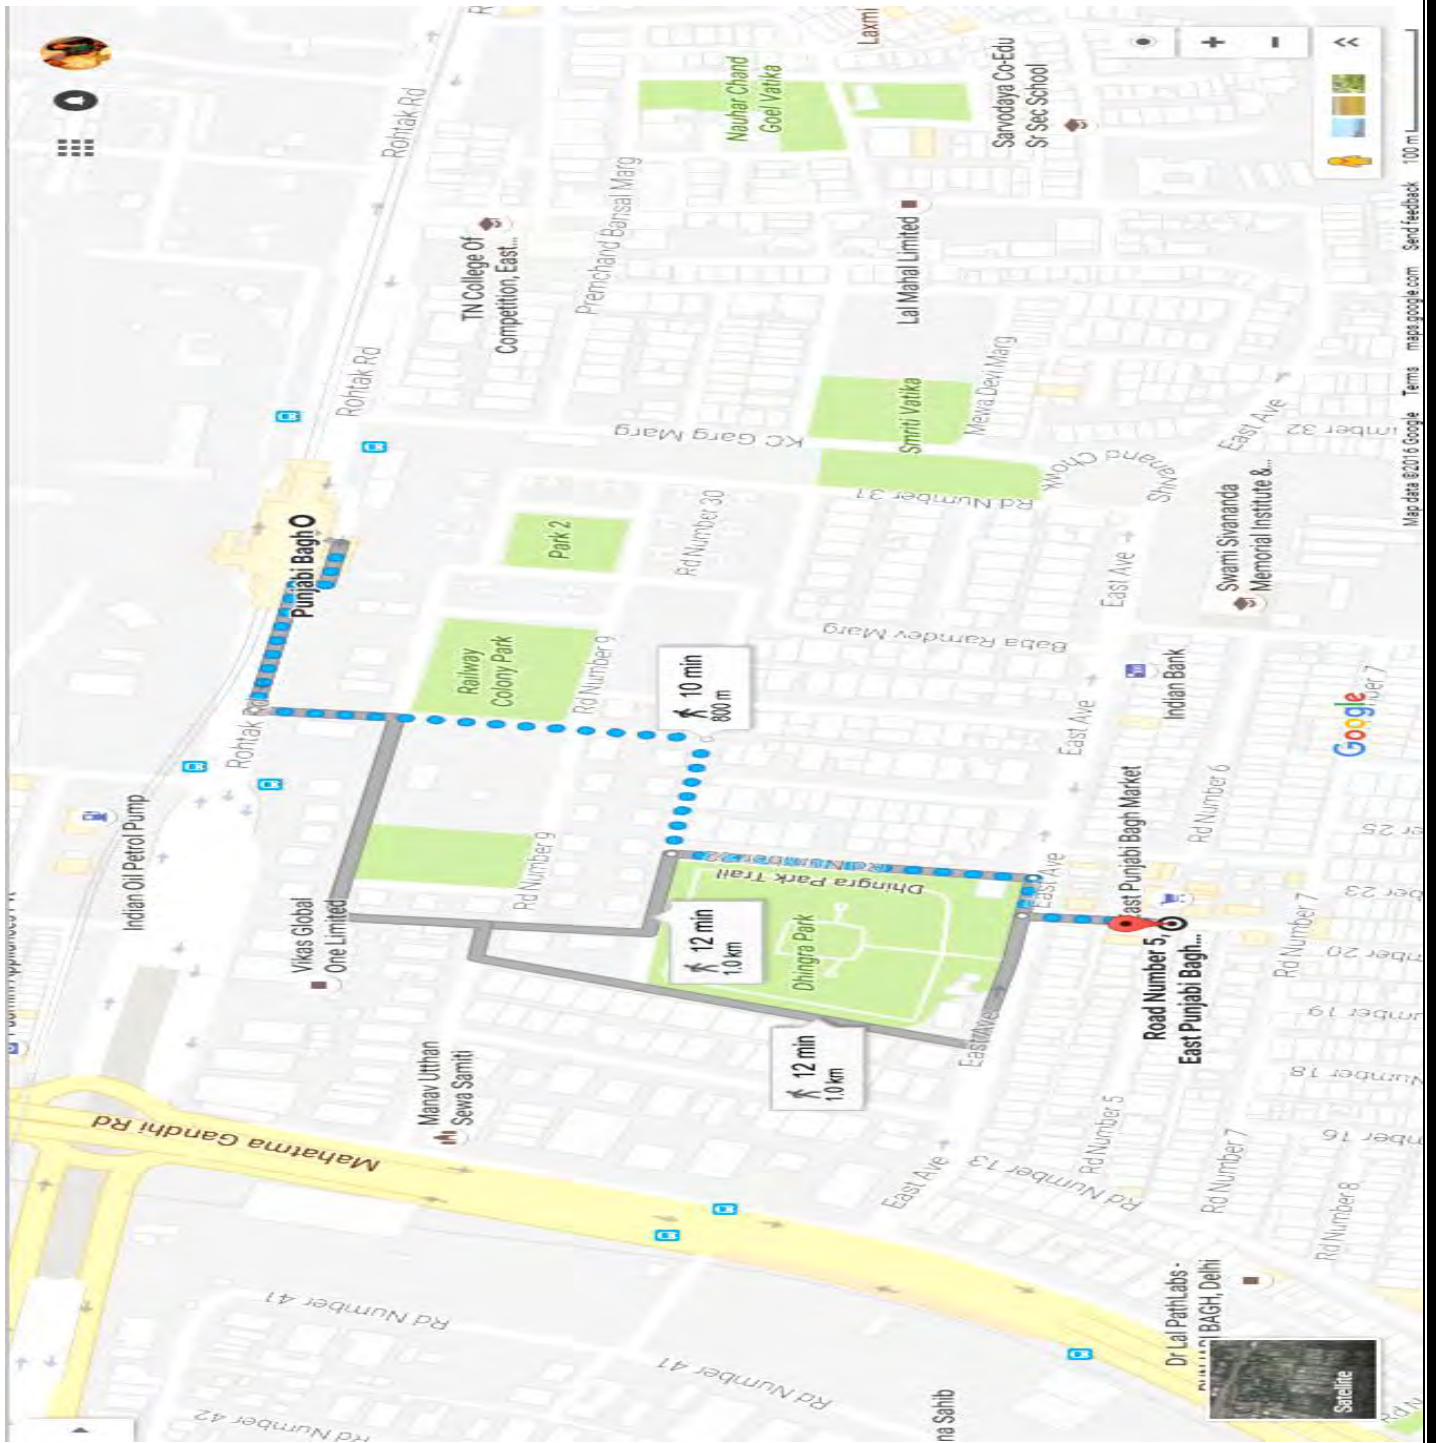 Rohtak Rd
Rohtak Rd
Rohtak Rd
Laxmi
Nauhar Chand
Goel Vatika
Sarvodaya Co-Edu
Sr Sec School
TN College Of
Competition, East...
Premchand Bansal Marg
Lal Mahal Limited
KC Garg Marg
Smriti Vatika
Mewa Devi Marg
Shivanand Chowk
East Ave
Rd Number 31
Punjabi Bagh
Park 2
Rd Number 30
Swami Sivananda
Memorial Institute &...
East Ave
Railway
Colony Park
Rd Number 9
10 min
800 m
Baba Ramdev Marg
Indian Bank
East Ave
Indian Oil Petrol Pump
Vikas Global
One Limited
Rd Number 9
Dhingra Park Trail
Dhingra Park
12 min
1.0 km
12 min
1.0 km
East Ave
East Ave
East Punjabi Bagh Market
Rd Number 6
Road Number 5,
East Punjabi Bagh...
Rd Number 7
Manav Utthan
Sewa Samiti
Mahatma Gandhi Rd
East Ave
Rd Number 13
Rd Number 5
Rd Number 7
Rd Number 8
Number 18
Rd Number 41
Rd Number 41
Number 42
Dr Lal PathLabs -
BAGH, Delhi
Satellite
Google
Map data ©2016 Google
Terms
maps.google.com
Send feedback
100 m